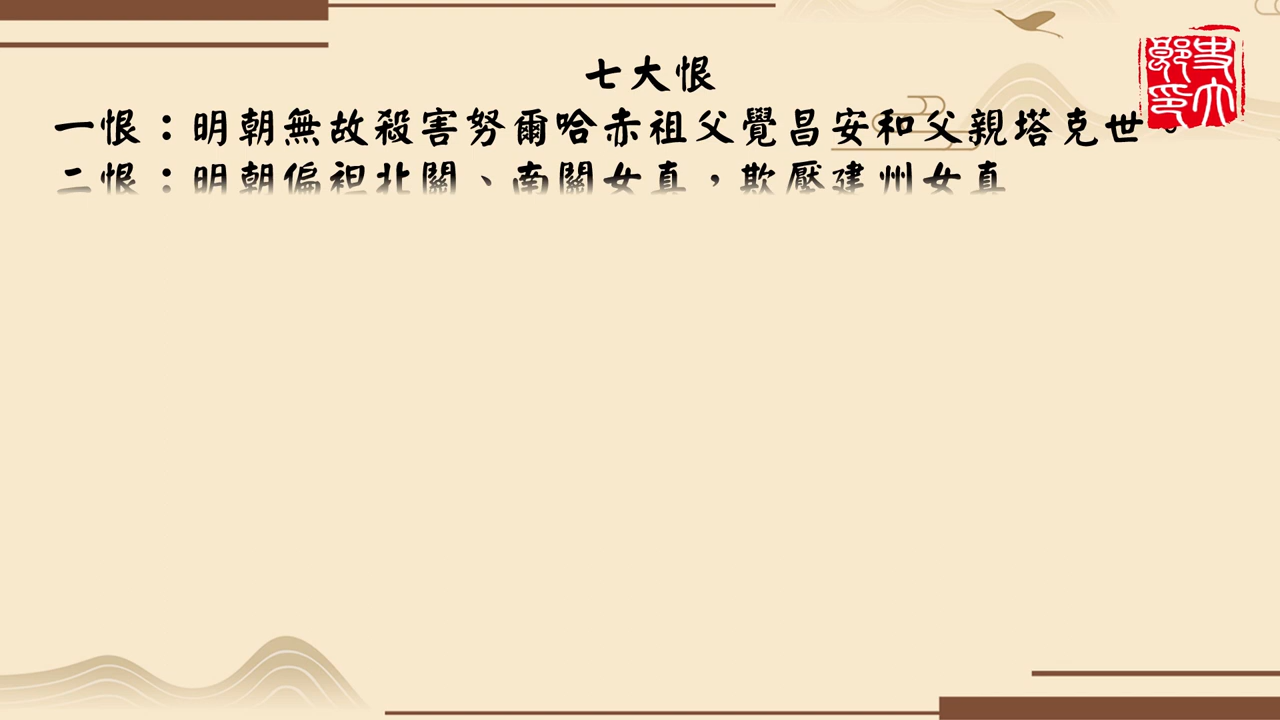 七大恨
一恨：明朝無故殺害努爾哈赤祖父覺昌安和父親塔克世。
二恨：明朝偏袒北關、南關女真，欺壓建州女真